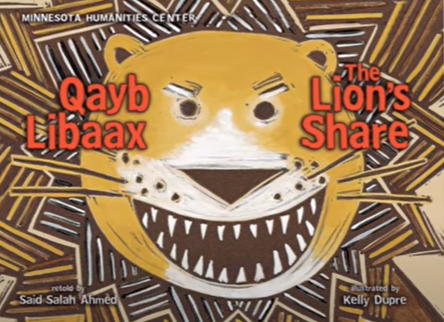 MINNESOTA HUMANITIES CENTER
Qayb
Libaax
The
Lion's
Share
retold by
Said Salah Ahmed
illustrated by
Kelly Dupre